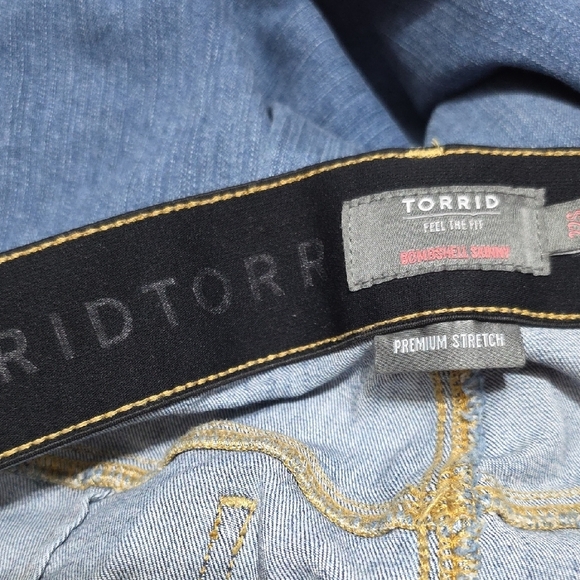 TORRID
FEEL THE FIT
BOMBSHELL SKINNY
RIDTORR
PREMIUM STRETCH